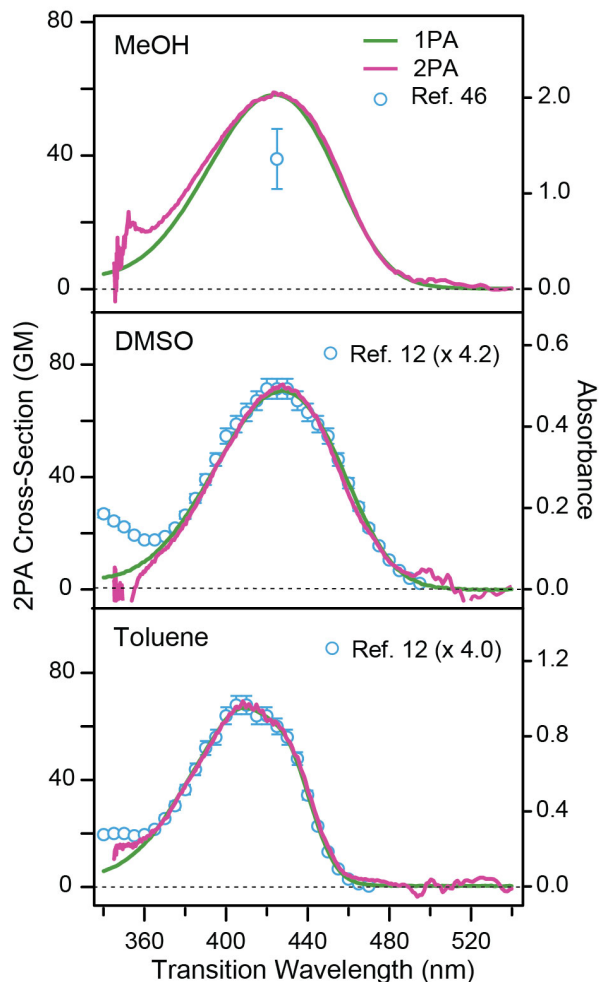 80
MeOH
1PA
2PA
Ref. 46
2.0
40
1.0
0
0.0
DMSO
Ref. 12 (x 4.2)
0.6
80
0.4
40
0.2
0
0.0
2PA Cross-Section (GM)
Absorbance
Toluene
Ref. 12 (x 4.0)
1.2
80
0.8
40
0.4
0
0.0
360 400 440 480 520
Transition Wavelength (nm)